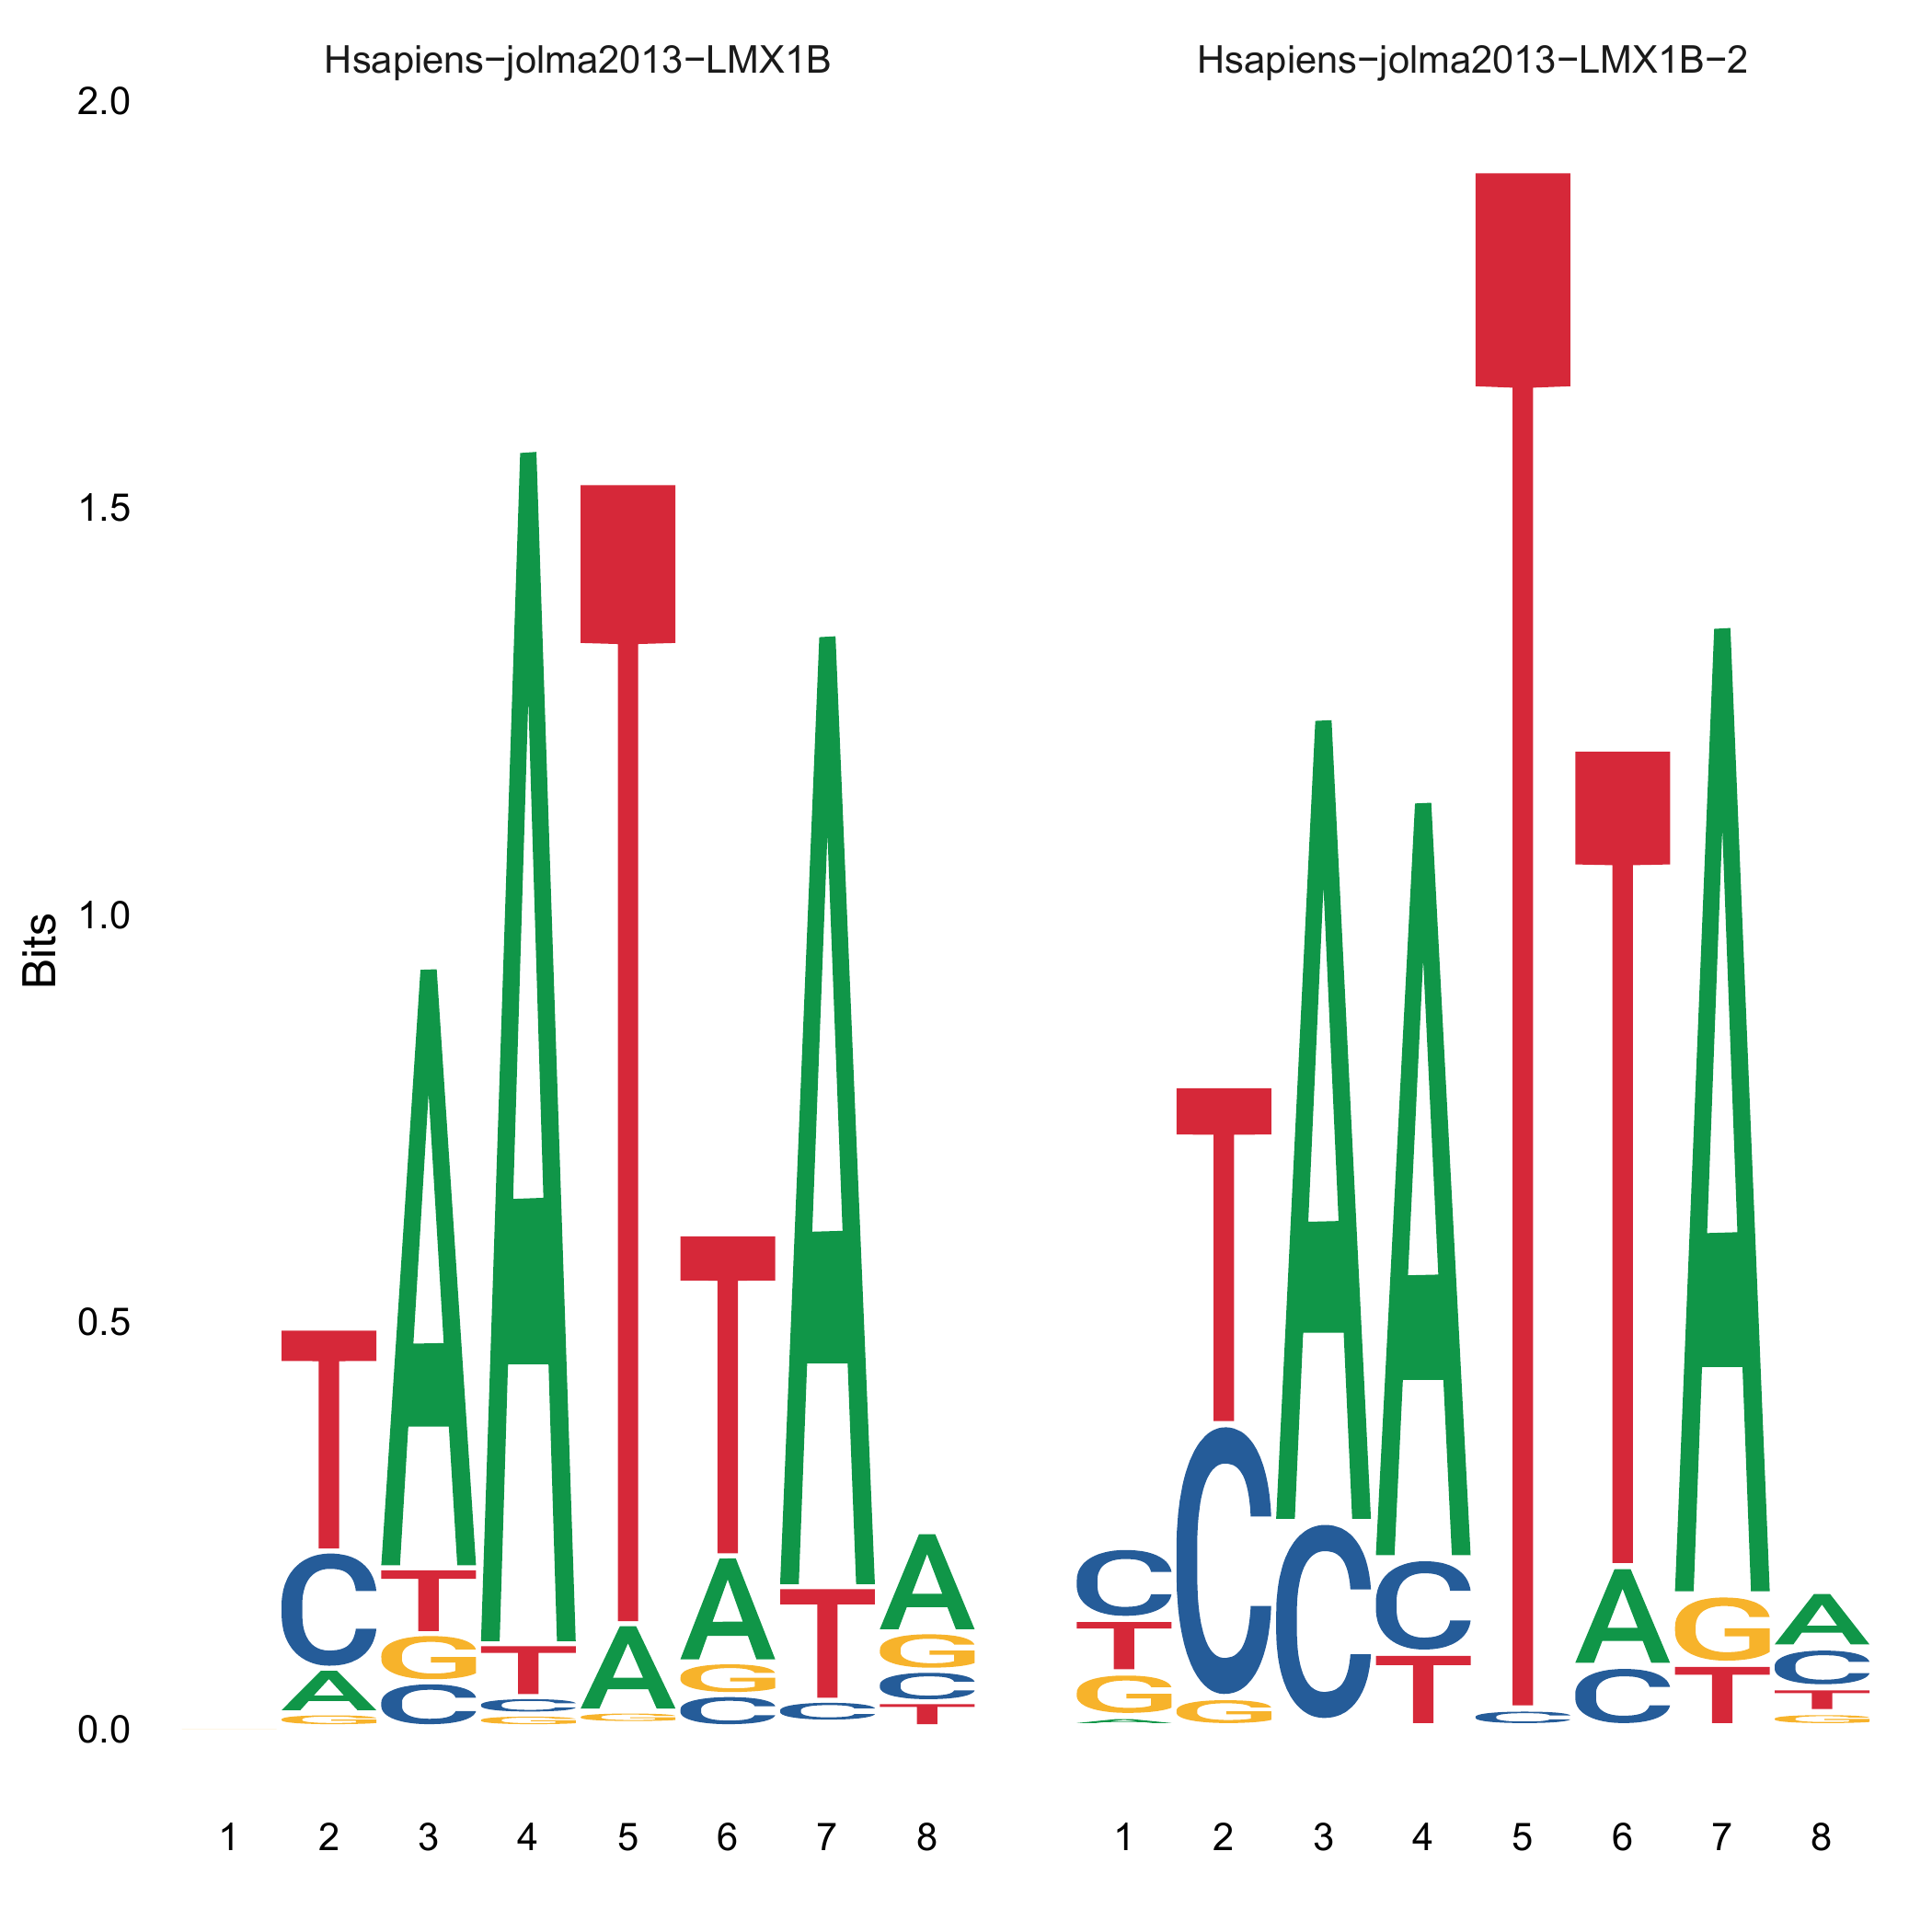 Hsapiens−jolma2013−LMX1B
Hsapiens−jolma2013−LMX1B−2
2.0
1.5
1.0
0.5
0.0
Bits
T C A G
A T G C
A T C G
T A G
T A G C
A T C
A G C T
C T G A
T C G
A C
A C T
T C
T A C
A G T
A C T G
1 2 3 4 5 6 7 8
1 2 3 4 5 6 7 8